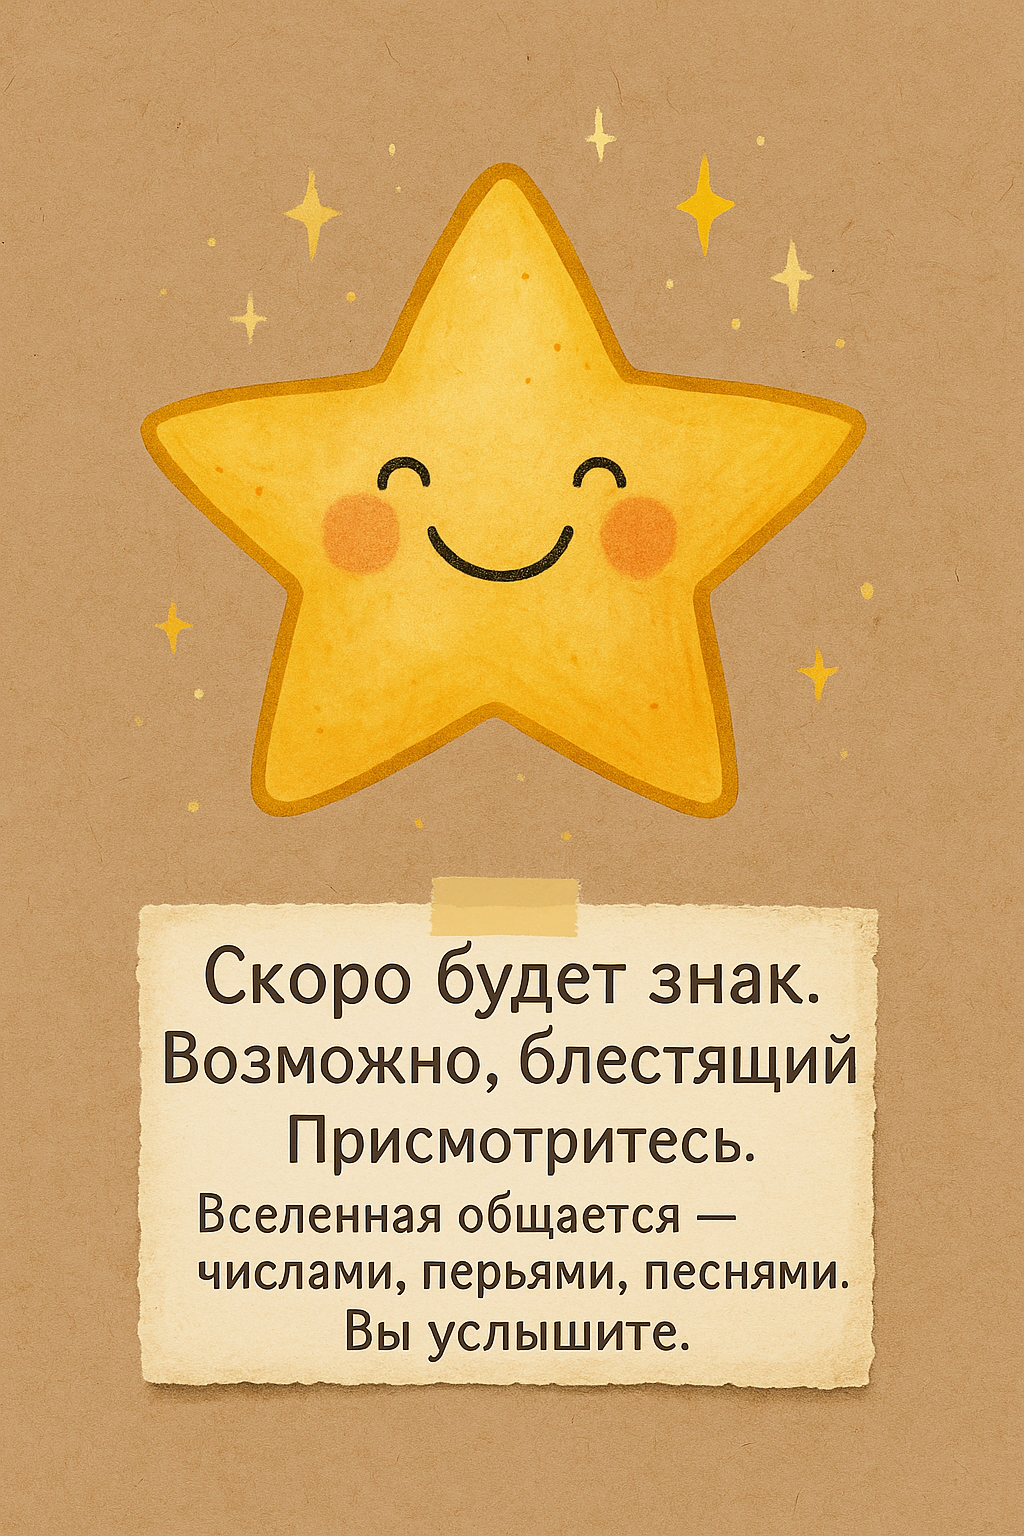 Скоро будет знак.
Возможно, блестящий
Присмотритесь.
Вселенная общается —
числами, перьями, песнями.
Вы услышите.